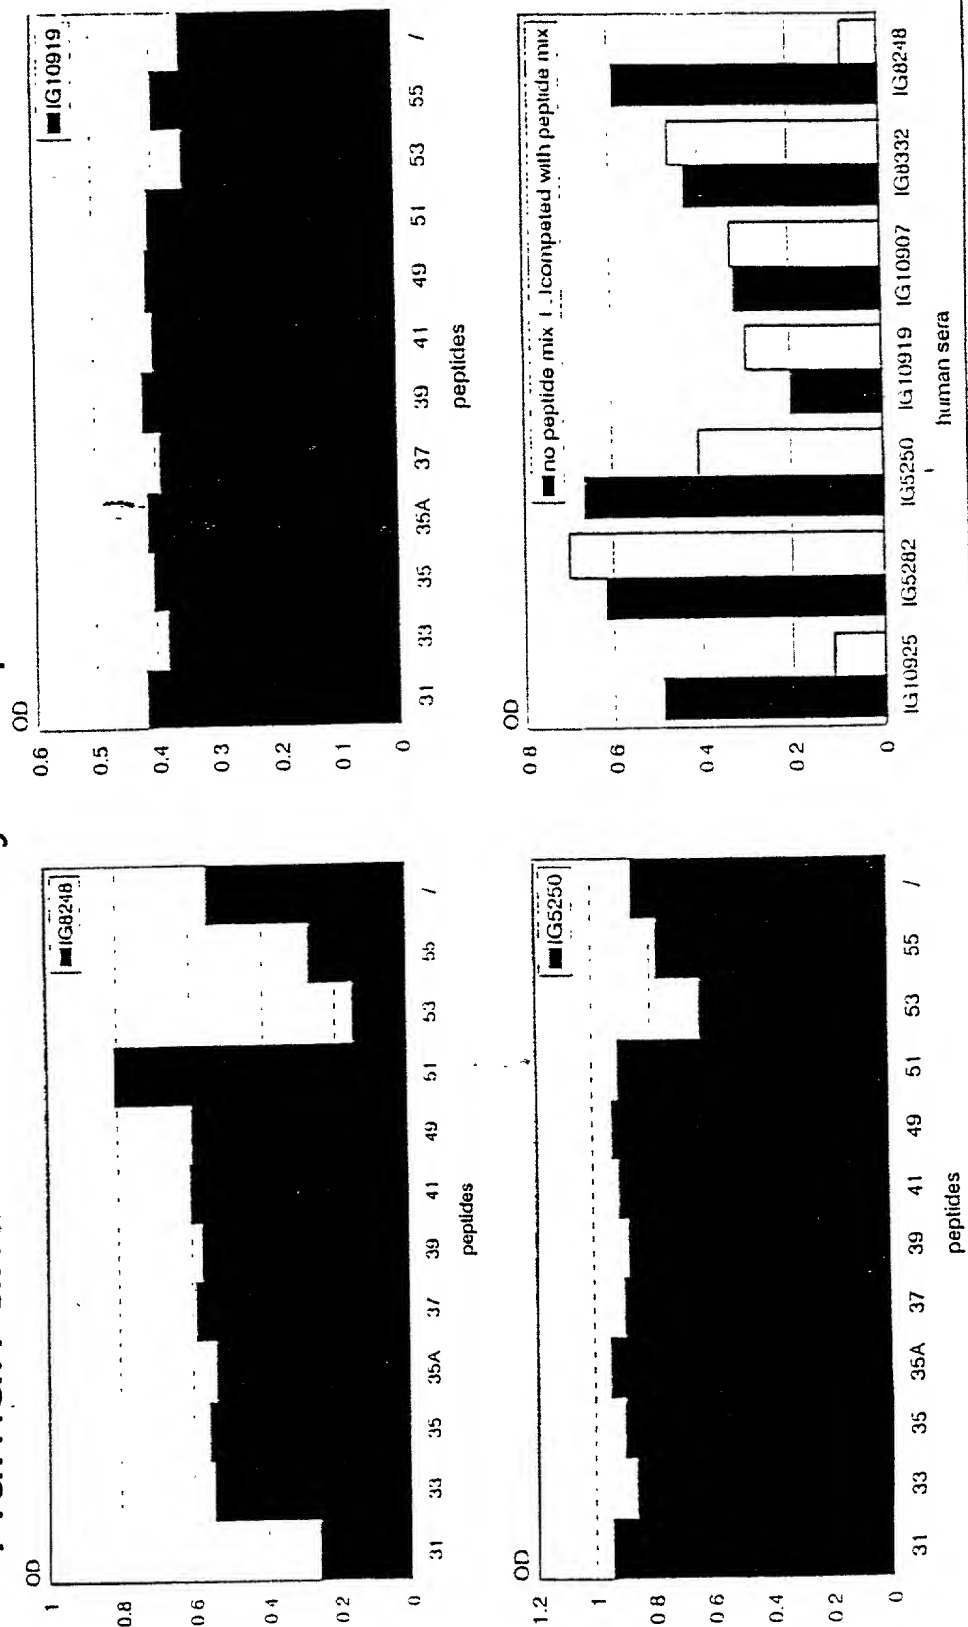 OD
IG8248
1
0.8
0.6
0.4
0.2
0
31 33 35 35A 37 39 41 49 51 53 55 /
peptides
OD
IG10919
0.6
0.5
0.4
0.3
0.2
0.1
0
31 33 35 35A 37 39 41 49 51 53 55 /
peptides
OD
IG5250
1.2
1
0.8
0.6
0.4
0.2
0
31 33 35 35A 37 39 41 49 51 53 55 /
peptides
OD
no peptide mix competed with peptide mix
0.8
0.6
0.4
0.2
0
IG10925 IG5282 IG5250 IG10919 IG10907 IG8332 IG8248
human sera